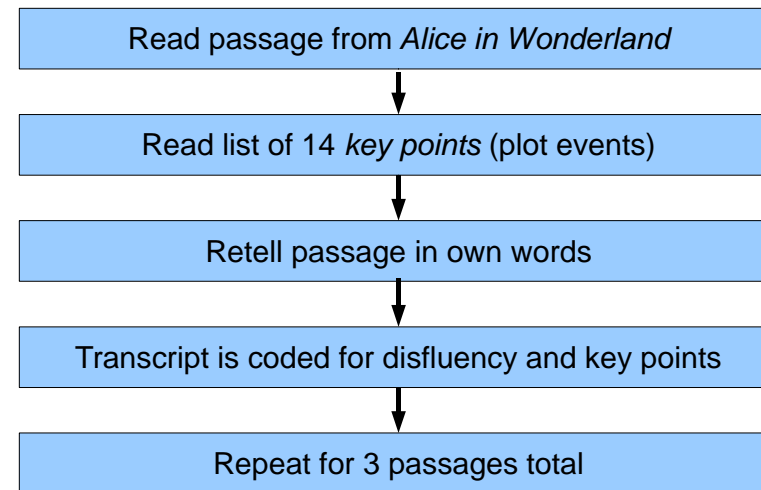 Read passage from Alice in Wonderland
Read list of 14 key points (plot events)
Retell passage in own words
Transcript is coded for disfluency and key points
Repeat for 3 passages total